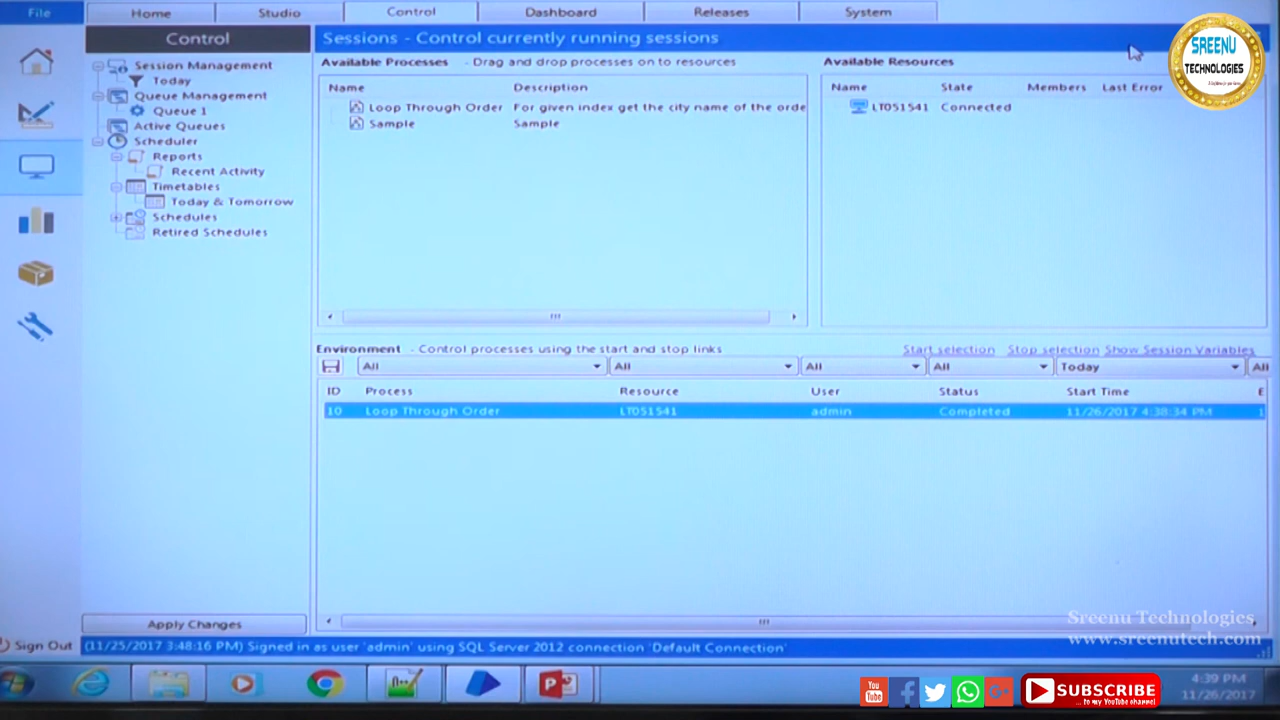 File Home Studio Control Dashboard Releases System
Control
Sessions - Control currently running sessions
Session Management
Today
Queue Management
Queue 1
Active Queues
Scheduler
Reports
Recent Activity
Timetables
Today & Tomorrow
Schedules
Retired Schedules
Available Processes - Drag and drop processes on to resources
Name Description
Loop Through Order For given index get the city name of the orde
Sample Sample
Available Resources
Name State Members Last Error
LT051541 Connected
SREENU
TECHNOLOGIES
Environment - Control processes using the start and stop links
Start selection Stop selection Show Session Variables
All All All All Today All
ID Process Resource User Status Start Time E
10 Loop Through Order LT051541 admin Completed 11/26/2017 4:38:34 PM 1
Apply Changes
Sreenu Technologies
www.sreenutech.com
Sign Out (11/25/2017 3:48:16 PM) Signed in as user 'admin' using SQL Server 2012 connection 'Default Connection'
You
Tube
SUBSCRIBE
... to my YouTube channel
4:39 PM
11/26/2017